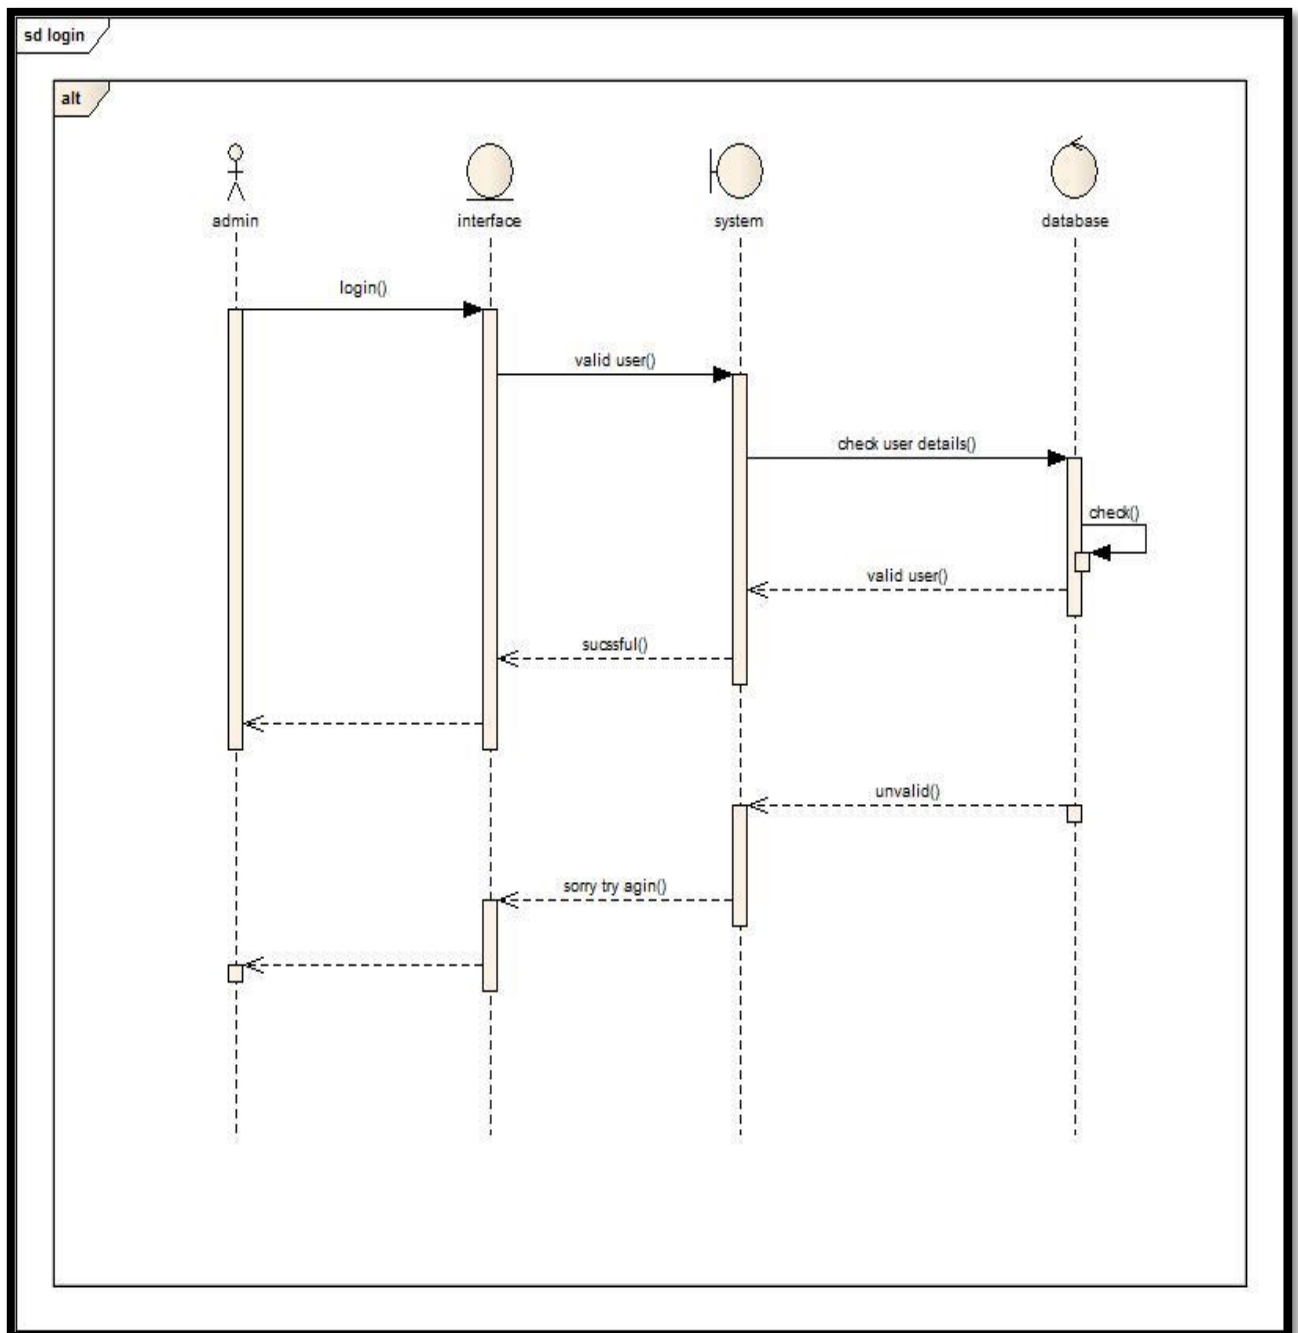 sd login
alt
admin
interface
system
database
login()
valid user()
check user details()
check()
valid user()
sucssful()
unvalid()
sorry try agin()